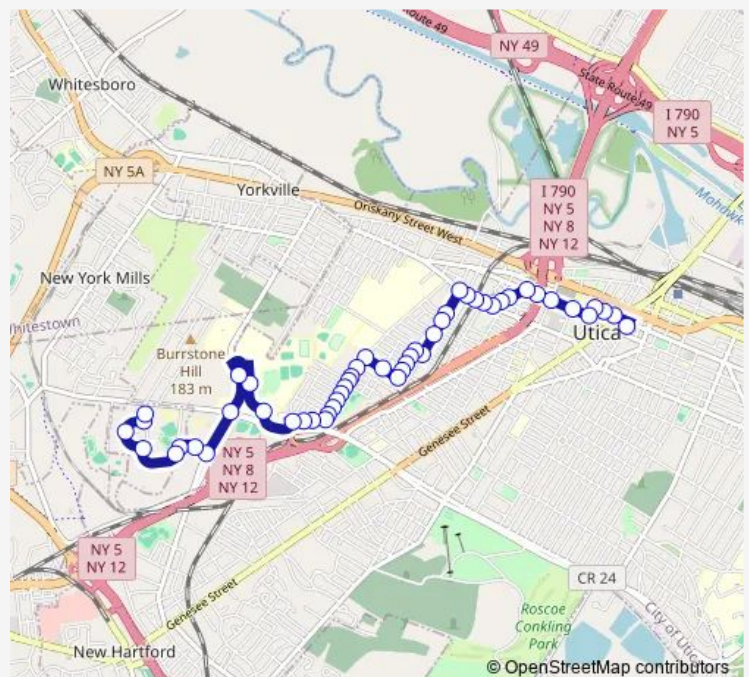 Route 49
NY 49
State Route 49
I 790
NY 5
Whitesboro
NY 5A
Yorkville
I 790
NY 5
NY 8
NY 12
Mohawk
Oriskany Street West
New York Mills
Whitestown
Utica
Burrstone
Hill
183 m
Genesee Street
NY 5
NY 8
NY 12
NY 5
NY 12
CR 24
Genesee Street
Roscoe
Conkling
Park
City of Utica
New Hartford
© OpenStreetMap contributors